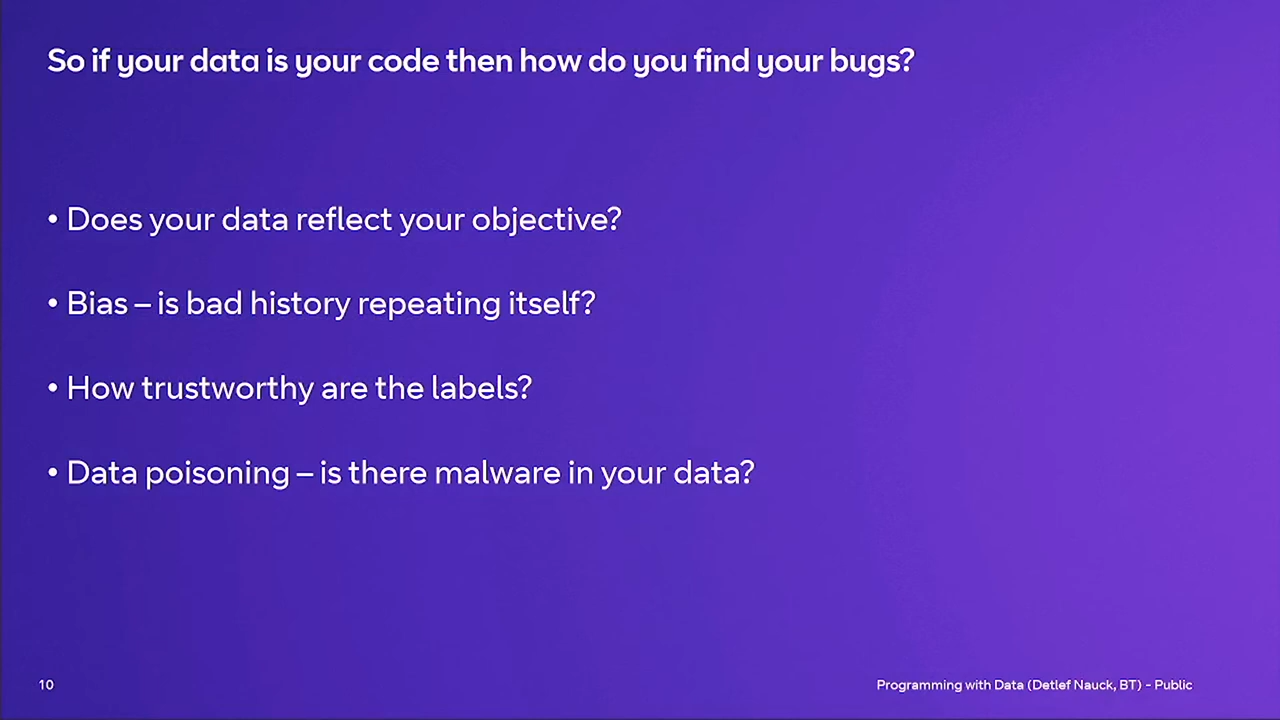 So if your data is your code then how do you find your bugs?
• Does your data reflect your objective?
• Bias – is bad history repeating itself?
• How trustworthy are the labels?
• Data poisoning – is there malware in your data?
10
Programming with Data (Detlef Nauck, BT) - Public